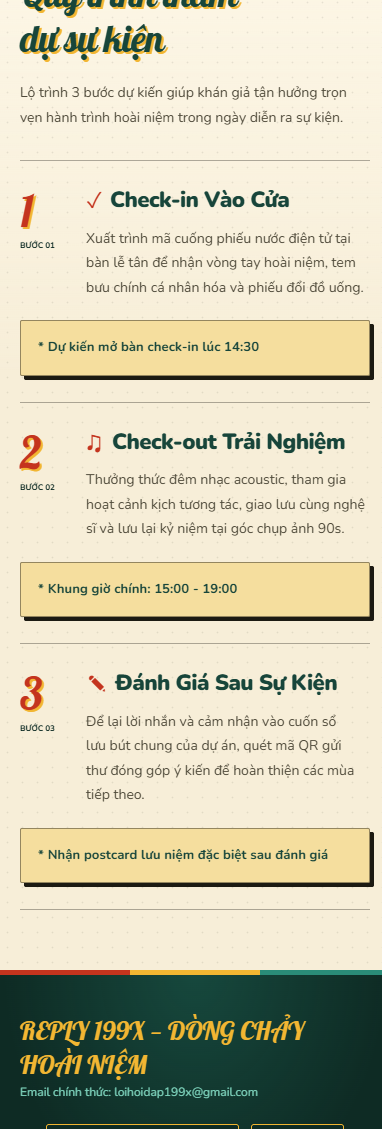 Quy trình tham
dự sự kiện
Lộ trình 3 bước dự kiến giúp khán giả tận hưởng trọn
vẹn hành trình hoài niệm trong ngày diễn ra sự kiện.
1
BƯỚC 01
✓ Check-in Vào Cửa
Xuất trình mã cuống phiếu nước điện tử tại
bàn lễ tân để nhận vòng tay hoài niệm, tem
bưu chính cá nhân hóa và phiếu đổi đồ uống.
* Dự kiến mở bàn check-in lúc 14:30
2
BƯỚC 02
♫ Check-out Trải Nghiệm
Thưởng thức đêm nhạc acoustic, tham gia
hoạt cảnh kịch tương tác, giao lưu cùng nghệ
sĩ và lưu lại kỷ niệm tại góc chụp ảnh 90s.
* Khung giờ chính: 15:00 - 19:00
3
BƯỚC 03
✎ Đánh Giá Sau Sự Kiện
Để lại lời nhắn và cảm nhận vào cuốn sổ
lưu bút chung của dự án, quét mã QR gửi
thư đóng góp ý kiến để hoàn thiện các mùa
tiếp theo.
* Nhận postcard lưu niệm đặc biệt sau đánh giá
REPLY 199X – DÒNG CHẢY
HOÀI NIỆM
Email chính thức: loihoidap199x@gmail.com